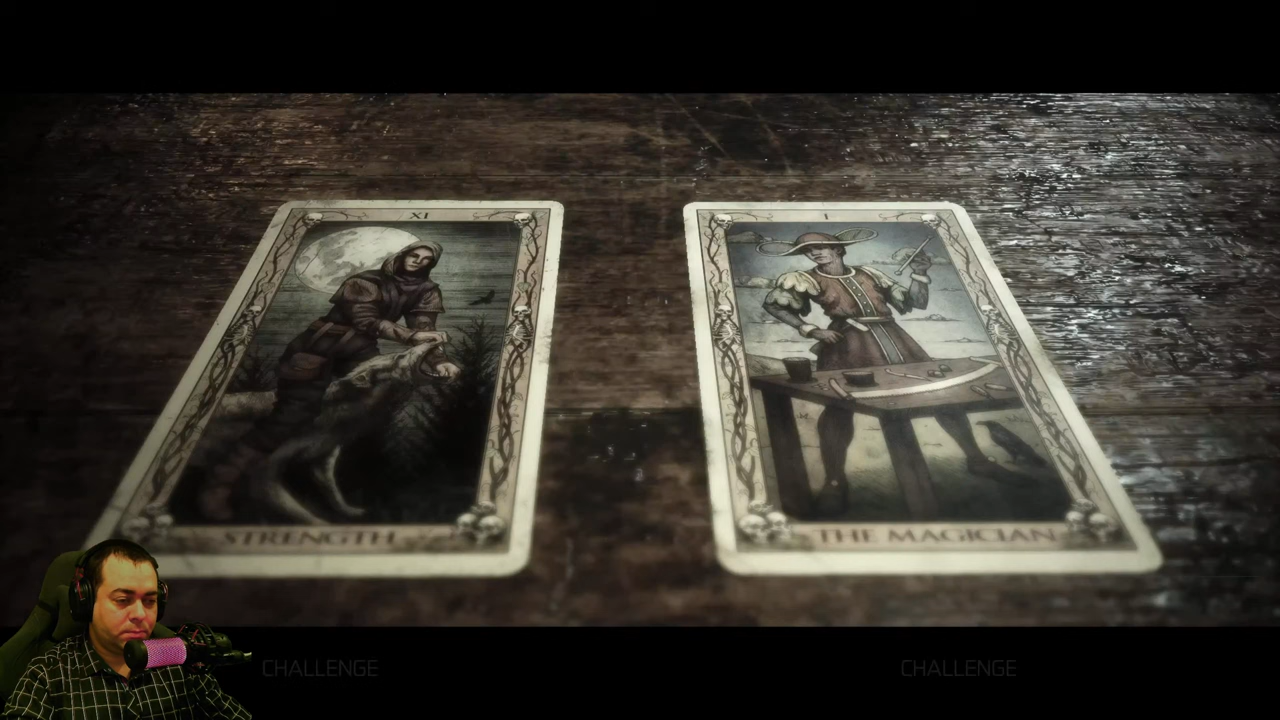 XI
I
STRENGTH
THE MAGICIAN
CHALLENGE
CHALLENGE